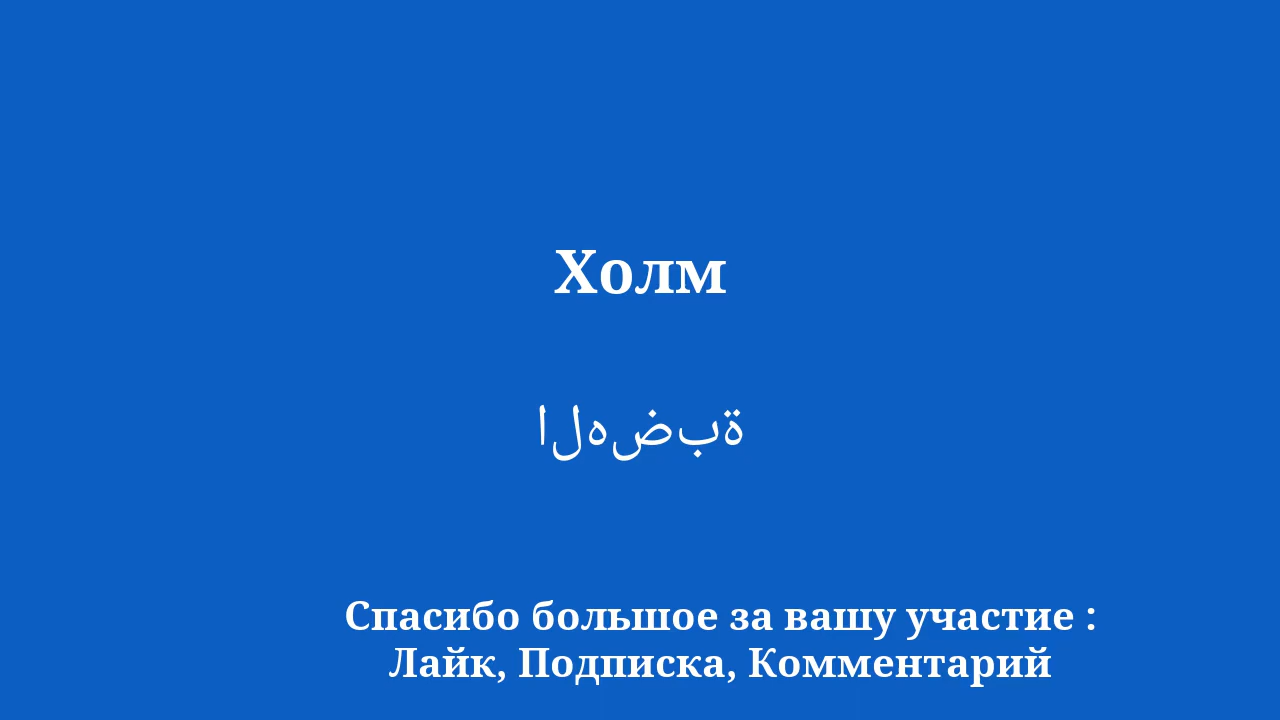 Холм
الهضبة
Спасибо большое за вашу участие :
Лайк, Подписка, Комментарий